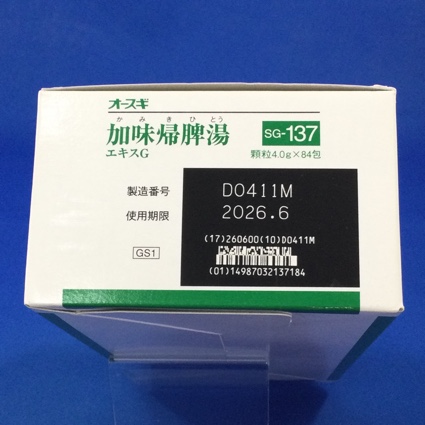 オースギ
かみきひとう
加味帰脾湯
エキスG
SG-137
顆粒4.0g×84包
製造番号 D0411M
使用期限 2026.6
(17)260600(10)D0411M
GS1
(01)14987032137184